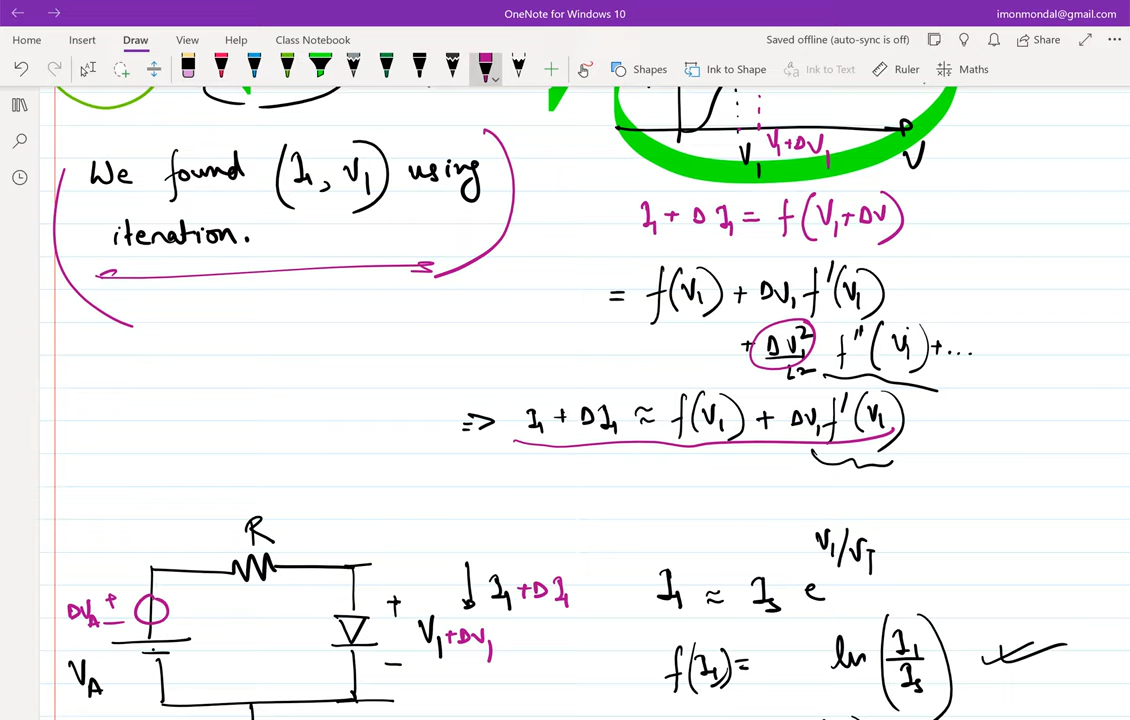 OneNote for Windows 10
imonmondal@gmail.com
Home Insert Draw View Help Class Notebook
Saved offline (auto-sync is off) Share
Shapes Ink to Shape Ink to Text Ruler Maths
V₁ V₁+ΔV₁ V
We found (I₁, V₁) using
iteration.
I₁ + ΔI₁ = f(V₁+ΔV)
= f(V₁) + ΔV₁ f'(V₁)
+ ΔV₁²/⌊2 f''(V₁) + ...
=> I₁ + ΔI₁ ≈ f(V₁) + ΔV₁ f'(V₁)
R
ΔVA + −
VA
+
V₁+ΔV₁
−
I₁+ΔI₁
I₁ ≈ Is e^(V₁/VT)
f(I₁) = ln(I₁/Is)